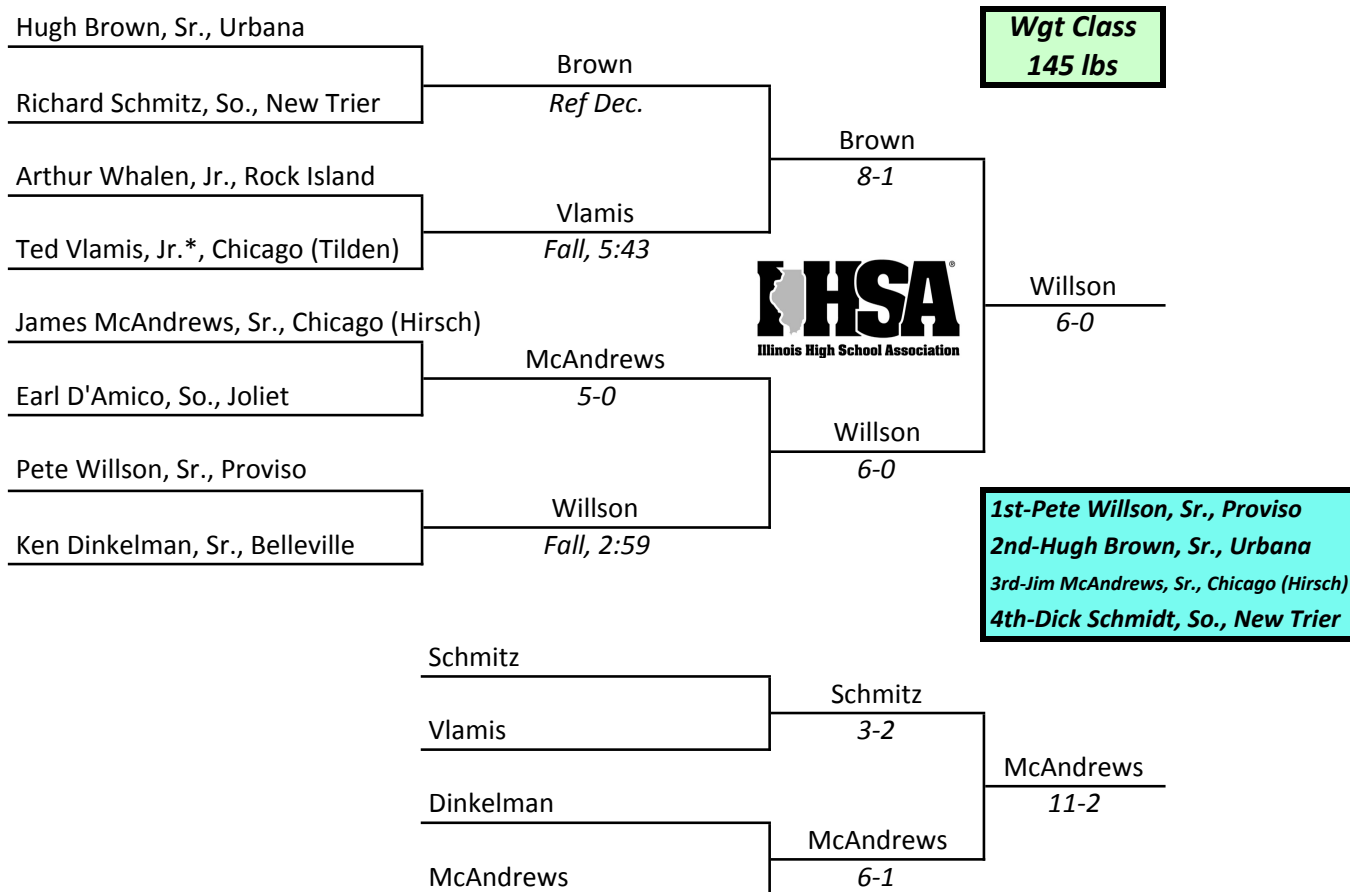 Hugh Brown, Sr., Urbana
Wgt Class
145 lbs
Brown
Richard Schmitz, So., New Trier
Ref Dec.
Brown
Arthur Whalen, Jr., Rock Island
8-1
Vlamis
Ted Vlamis, Jr.*, Chicago (Tilden)
Fall, 5:43
IHSA®
Illinois High School Association
Willson
6-0
James McAndrews, Sr., Chicago (Hirsch)
McAndrews
Earl D'Amico, So., Joliet
5-0
Willson
Pete Willson, Sr., Proviso
6-0
Willson
Ken Dinkelman, Sr., Belleville
Fall, 2:59
1st-Pete Willson, Sr., Proviso
2nd-Hugh Brown, Sr., Urbana
3rd-Jim McAndrews, Sr., Chicago (Hirsch)
4th-Dick Schmidt, So., New Trier
Schmitz
Schmitz
Vlamis
3-2
McAndrews
Dinkelman
11-2
McAndrews
McAndrews
6-1